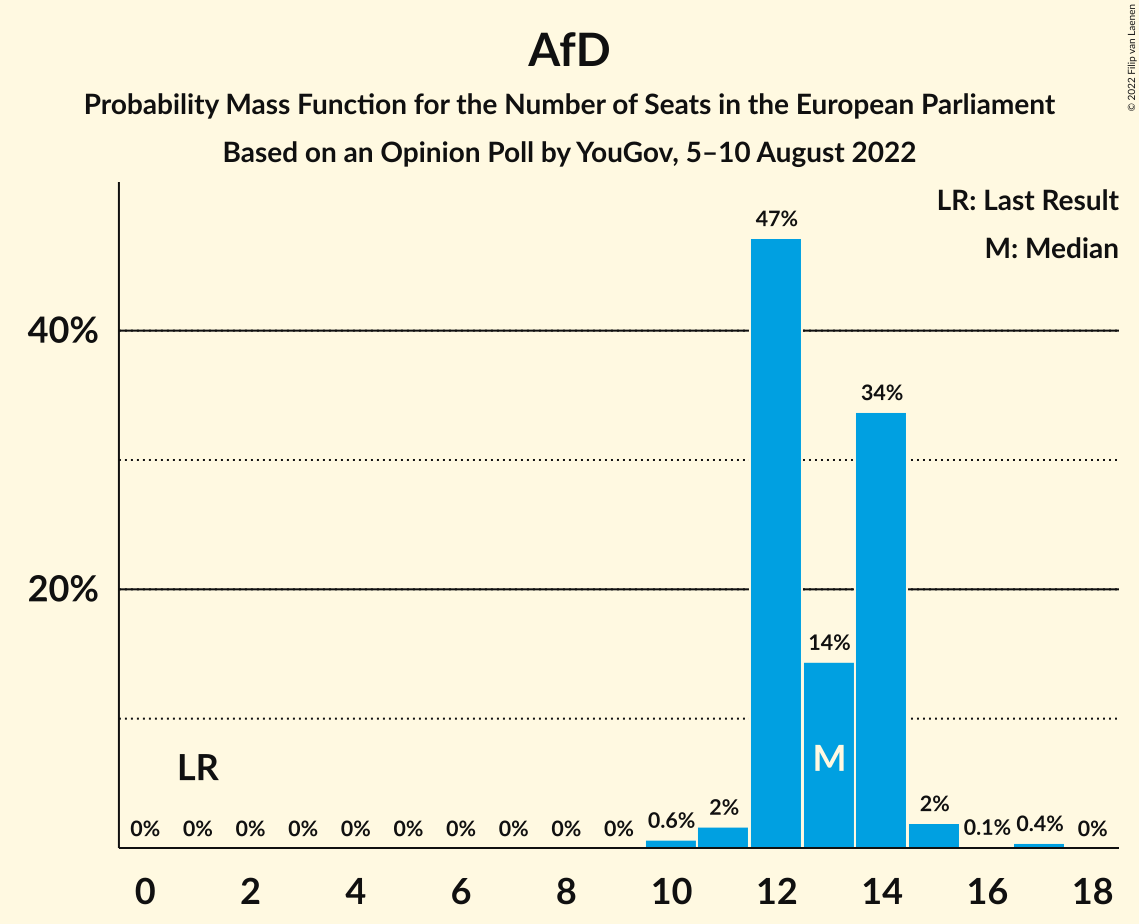 AfD
Probability Mass Function for the Number of Seats in the European Parliament
Based on an Opinion Poll by YouGov, 5–10 August 2022
© 2022 Filip van Laenen
LR: Last Result
M: Median
47%
40%
34%
20%
14%
M
LR
0% 0% 0% 0% 0% 0% 0% 0% 0% 0% 0.6% 2% 2% 0.1% 0.4% 0%
0 2 4 6 8 10 12 14 16 18